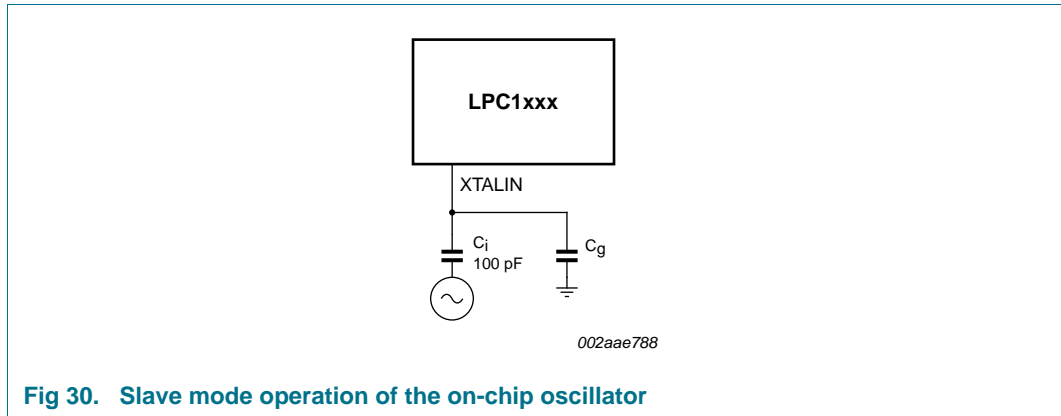 LPC1xxx
XTALIN
Ci
100 pF
Cg
002aae788
Fig 30. Slave mode operation of the on-chip oscillator